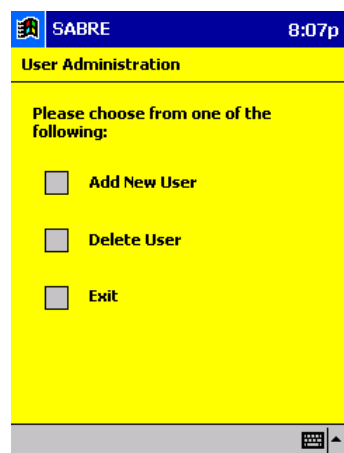 SABRE 8:07p
User Administration
Please choose from one of the
following:
Add New User
Delete User
Exit